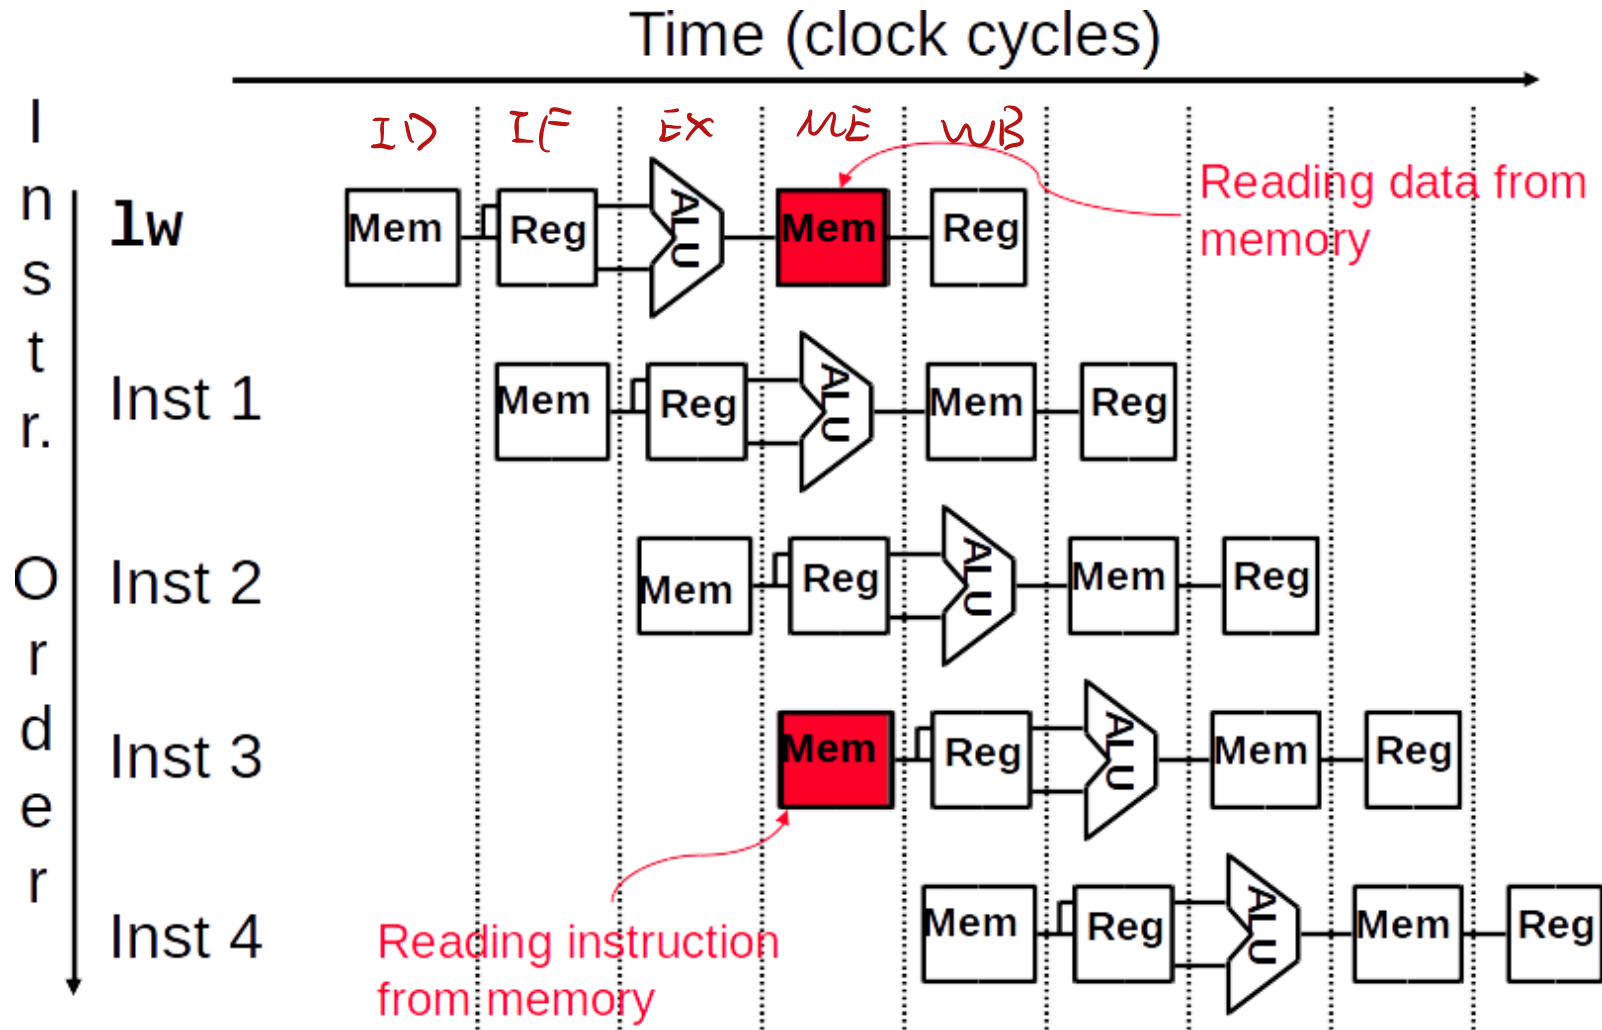 Time (clock cycles)
Instr. Order
ID IF EX ME WB
lw Mem Reg ALU Mem Reg
Reading data from
memory
Inst 1 Mem Reg ALU Mem Reg
Inst 2 Mem Reg ALU Mem Reg
Inst 3 Mem Reg ALU Mem Reg
Inst 4 Mem Reg ALU Mem Reg
Reading instruction
from memory